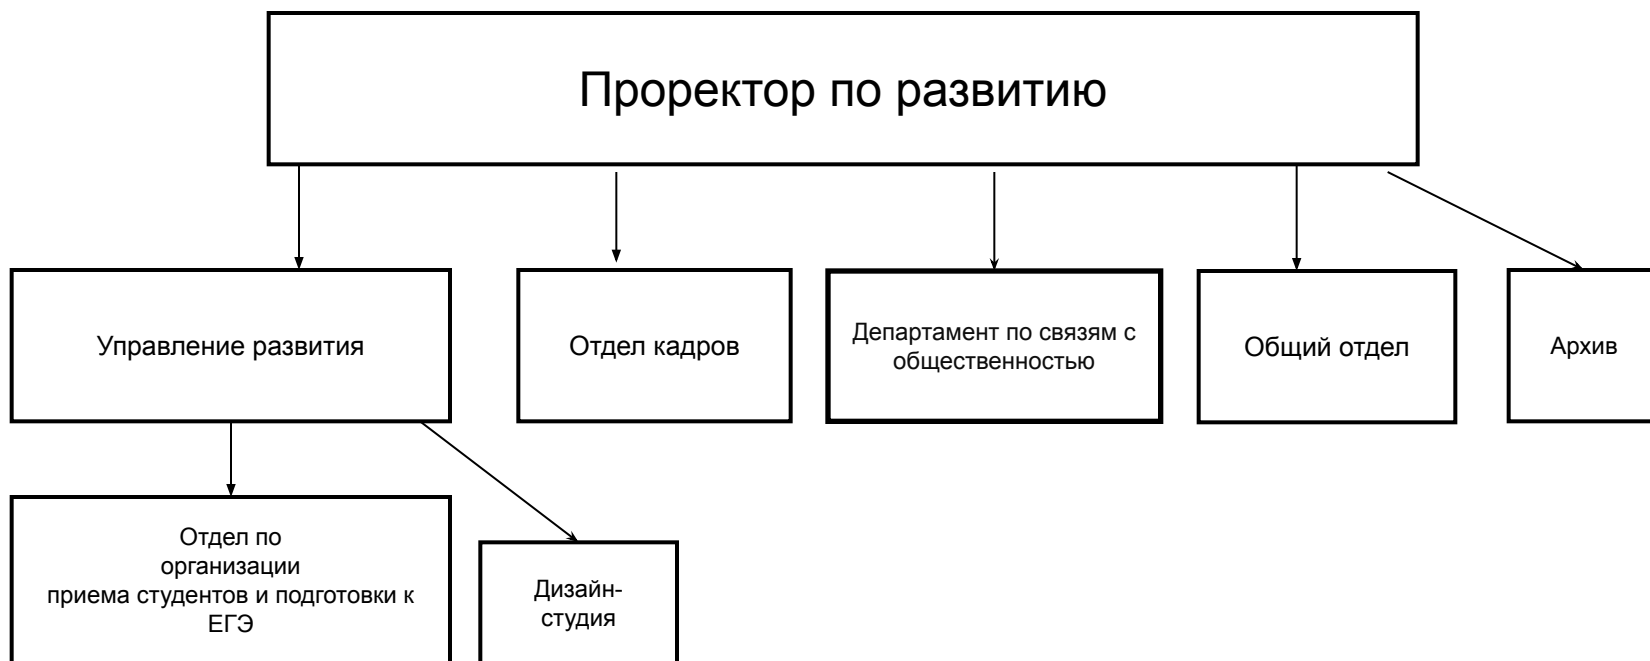 Проректор по развитию
Управление развития
Отдел кадров
Департамент по связям с
общественностью
Общий отдел
Архив
Отдел по
организации
приема студентов и подготовки к
ЕГЭ
Дизайн-
студия